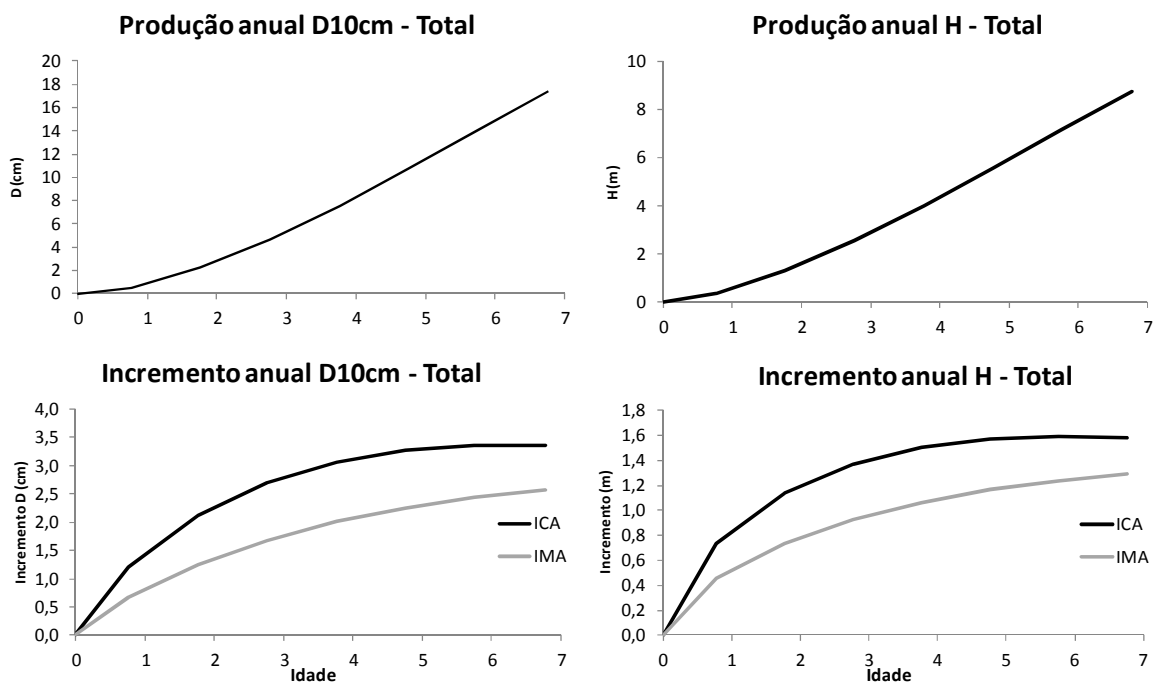 Produção anual D10cm - Total
D (cm)
20
18
16
14
12
10
8
6
4
2
0
0 1 2 3 4 5 6 7
Produção anual H - Total
H (m)
10
8
6
4
2
0
0 1 2 3 4 5 6 7
Incremento anual D10cm - Total
Incremento D (cm)
4,0
3,5
3,0
2,5
2,0
1,5
1,0
0,5
0,0
ICA
IMA
0 1 2 3 4 5 6 7
Idade
Incremento anual H - Total
Incremento (m)
1,8
1,6
1,4
1,2
1,0
0,8
0,6
0,4
0,2
0,0
ICA
IMA
0 1 2 3 4 5 6 7
Idade